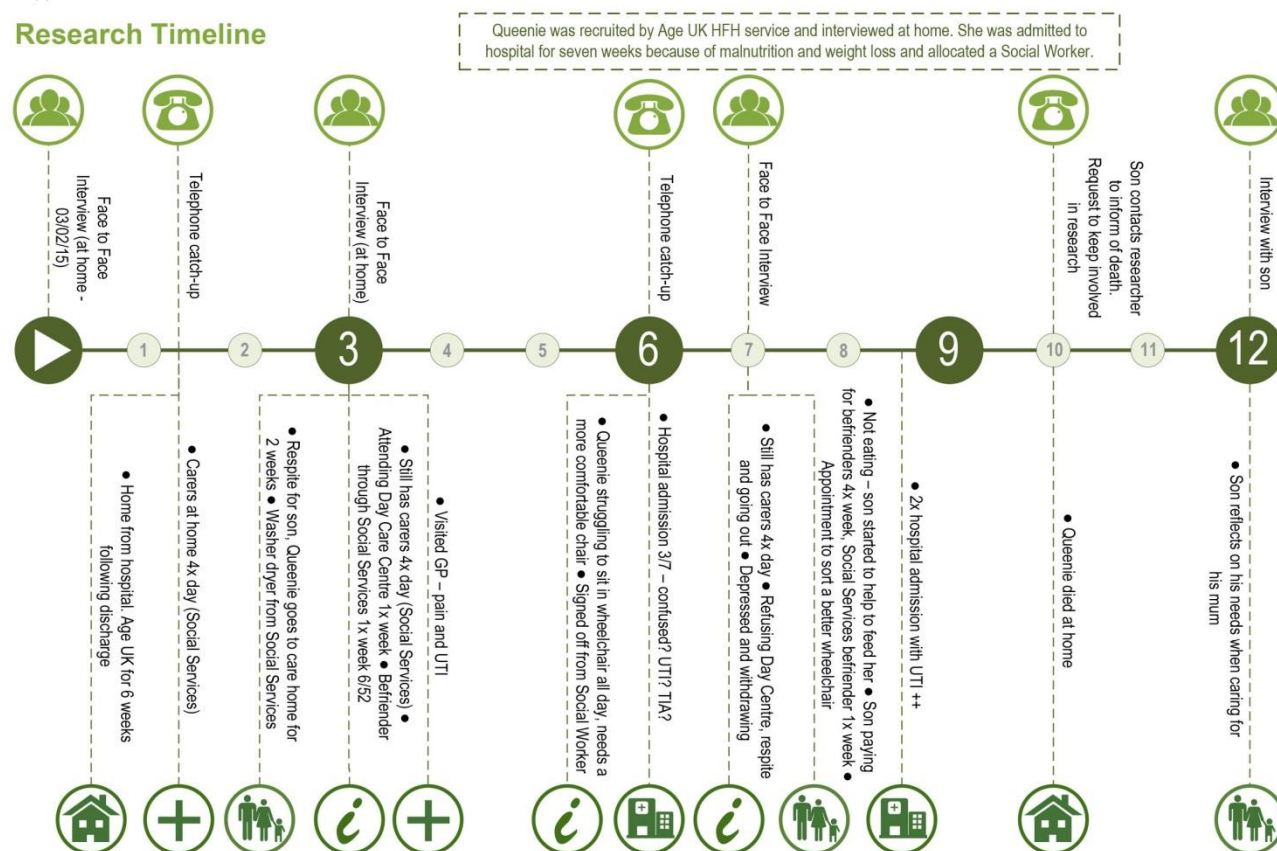 Research Timeline
Queenie was recruited by Age UK HFH service and interviewed at home. She was admitted to
hospital for seven weeks because of malnutrition and weight loss and allocated a Social Worker.
Face to Face
Interview (at home -
03/02/15)
Telephone catch-up
Face to Face
Interview (at home)
Telephone catch-up
Face to Face Interview
Son contacts researcher
to inform of death.
Request to keep involved
in research
Interview with son
1
2
3
4
5
6
7
8
9
10
11
12
● Home from hospital. Age UK for 6 weeks
following discharge
● Carers at home 4x day (Social Services)
● Respite for son, Queenie goes to care home for
2 weeks ● Washer dryer from Social Services
● Still has carers 4x day (Social Services) ●
Attending Day Care Centre 1x week ● Befriender
through Social Services 1x week 6/52
● Visited GP – pain and UTI
● Queenie struggling to sit in wheelchair all day, needs a
more comfortable chair ● Signed off from Social Worker
● Hospital admission 3/7 – confused? UTI? TIA?
● Still has carers 4x day ● Refusing Day Centre, respite
and going out ● Depressed and withdrawing
● Not eating – son started to help to feed her ● Son paying
for befrienders 4x week, Social Services befriender 1x week ●
Appointment to sort a better wheelchair
● 2x hospital admission with UTI ++
● Queenie died at home
● Son reflects on his needs when caring for
his mum